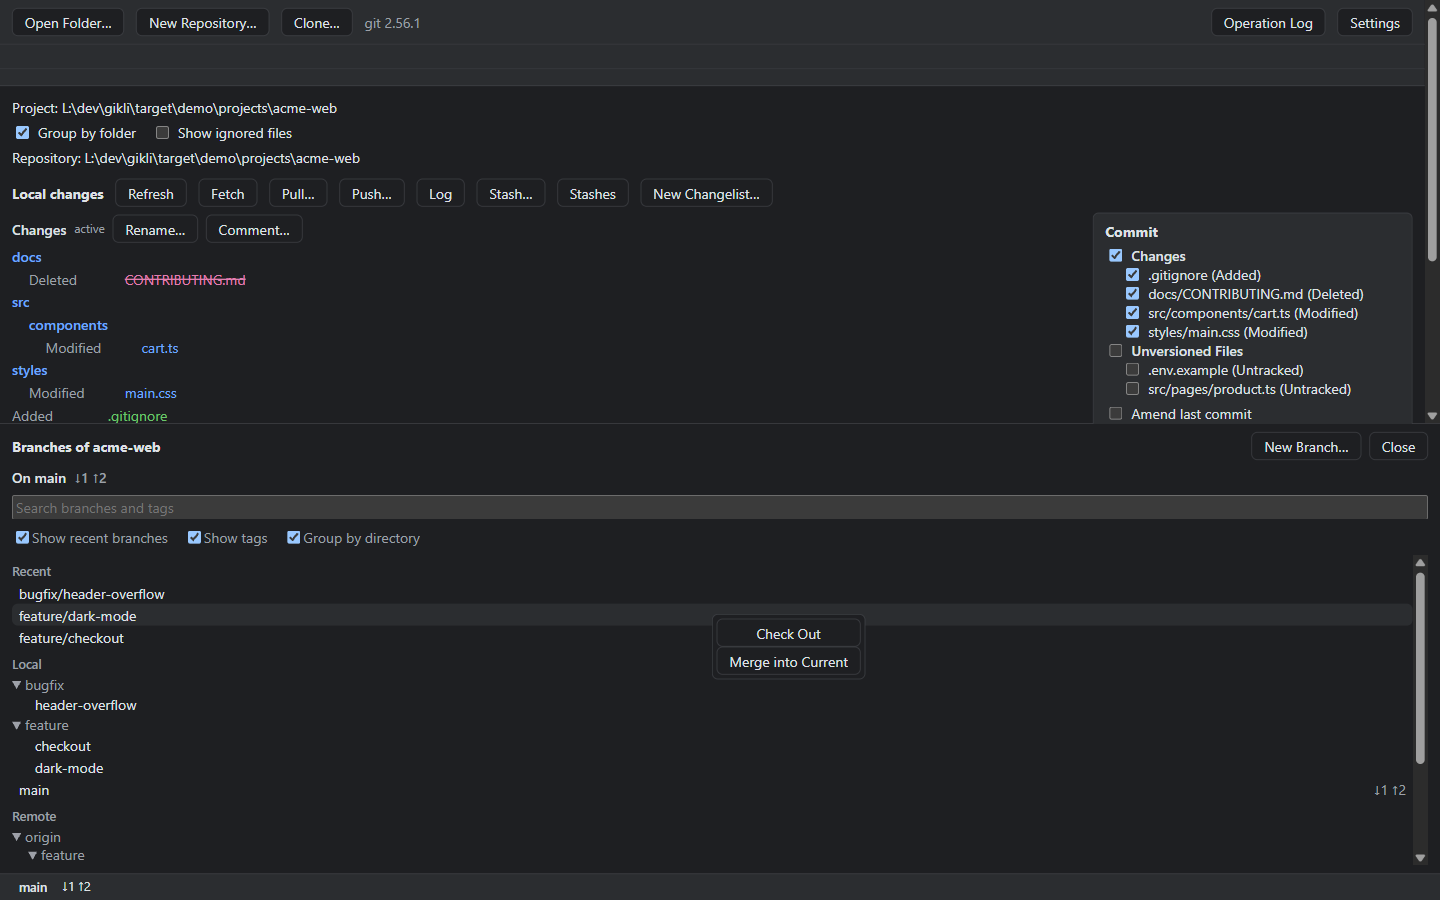 Open Folder... New Repository... Clone... git 2.56.1 Operation Log Settings
Project: L:\dev\gikli\target\demo\projects\acme-web
Group by folder Show ignored files
Repository: L:\dev\gikli\target\demo\projects\acme-web
Local changes Refresh Fetch Pull... Push... Log Stash... Stashes New Changelist...
Changes active Rename... Comment...
docs
Deleted CONTRIBUTING.md
src
components
Modified cart.ts
styles
Modified main.css
Added .gitignore
Commit
Changes
.gitignore (Added)
docs/CONTRIBUTING.md (Deleted)
src/components/cart.ts (Modified)
styles/main.css (Modified)
Unversioned Files
.env.example (Untracked)
src/pages/product.ts (Untracked)
Amend last commit
Branches of acme-web New Branch... Close
On main ↓1 ↑2
Search branches and tags
Show recent branches Show tags Group by directory
Recent
bugfix/header-overflow
feature/dark-mode
feature/checkout
Check Out
Merge into Current
Local
bugfix
header-overflow
feature
checkout
dark-mode
main ↓1 ↑2
Remote
origin
feature
main ↓1 ↑2